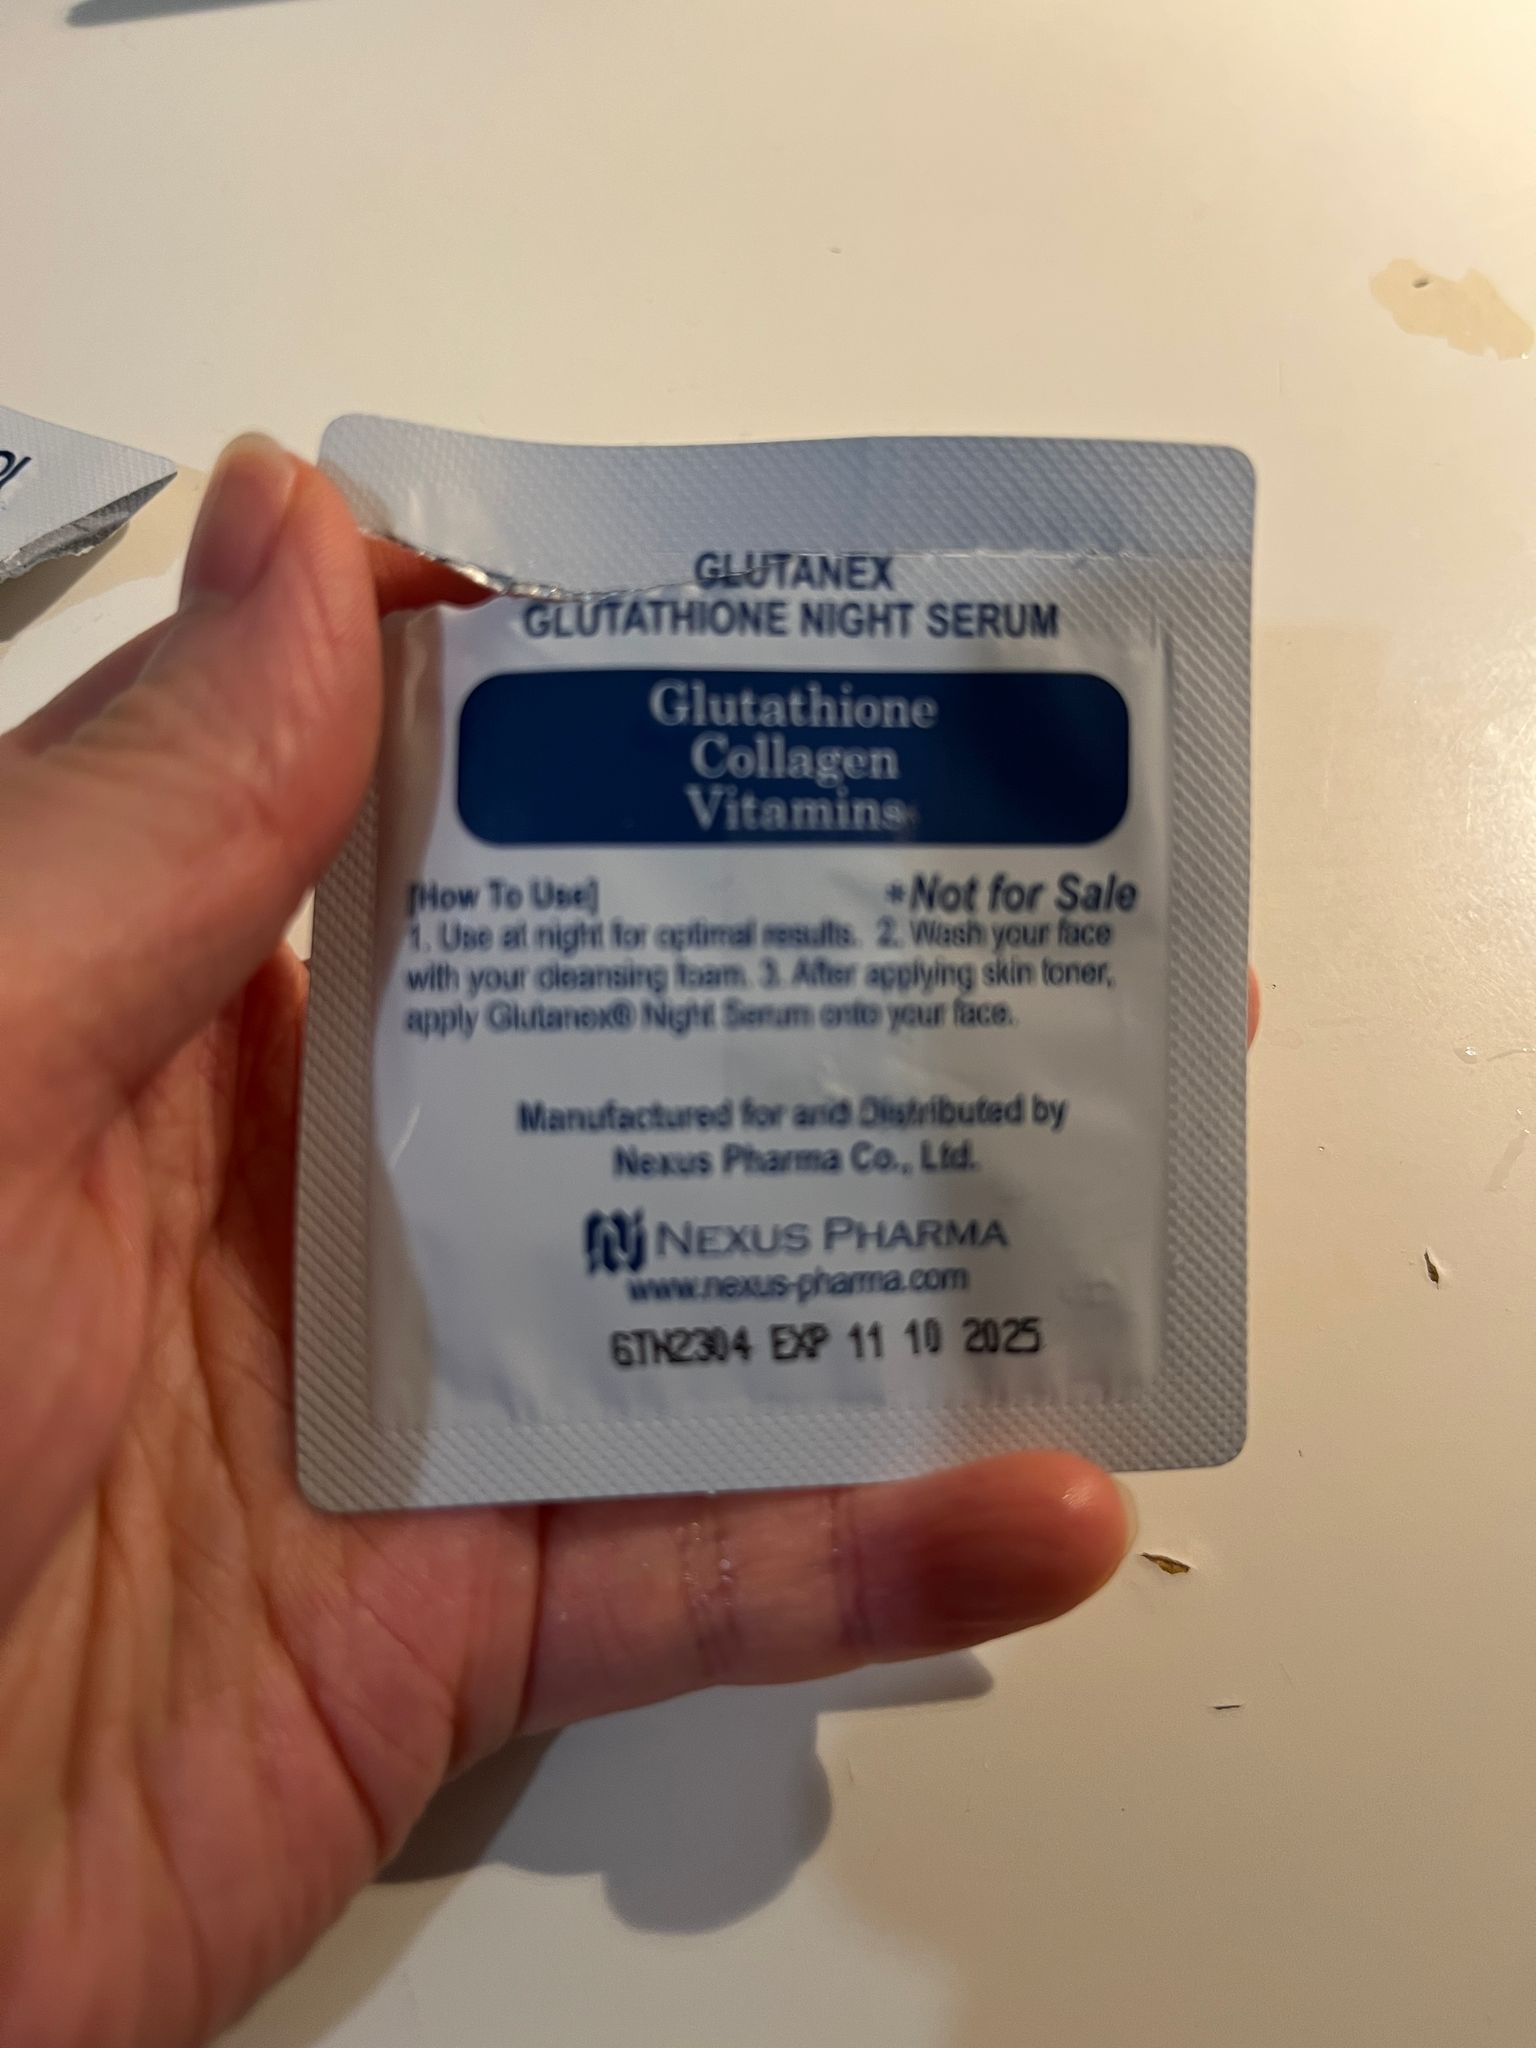 GLUTANEX
GLUTATHIONE NIGHT SERUM
Glutathione
Collagen
Vitamins
[How To Use] *Not for Sale
1. Use at night for optimal results. 2. Wash your face
with your cleansing foam. 3. After applying skin toner,
apply Glutanex® Night Serum onto your face.
Manufactured for and Distributed by
Nexus Pharma Co., Ltd.
NEXUS PHARMA
www.nexus-pharma.com
6TN2304 EXP 11 10 2025